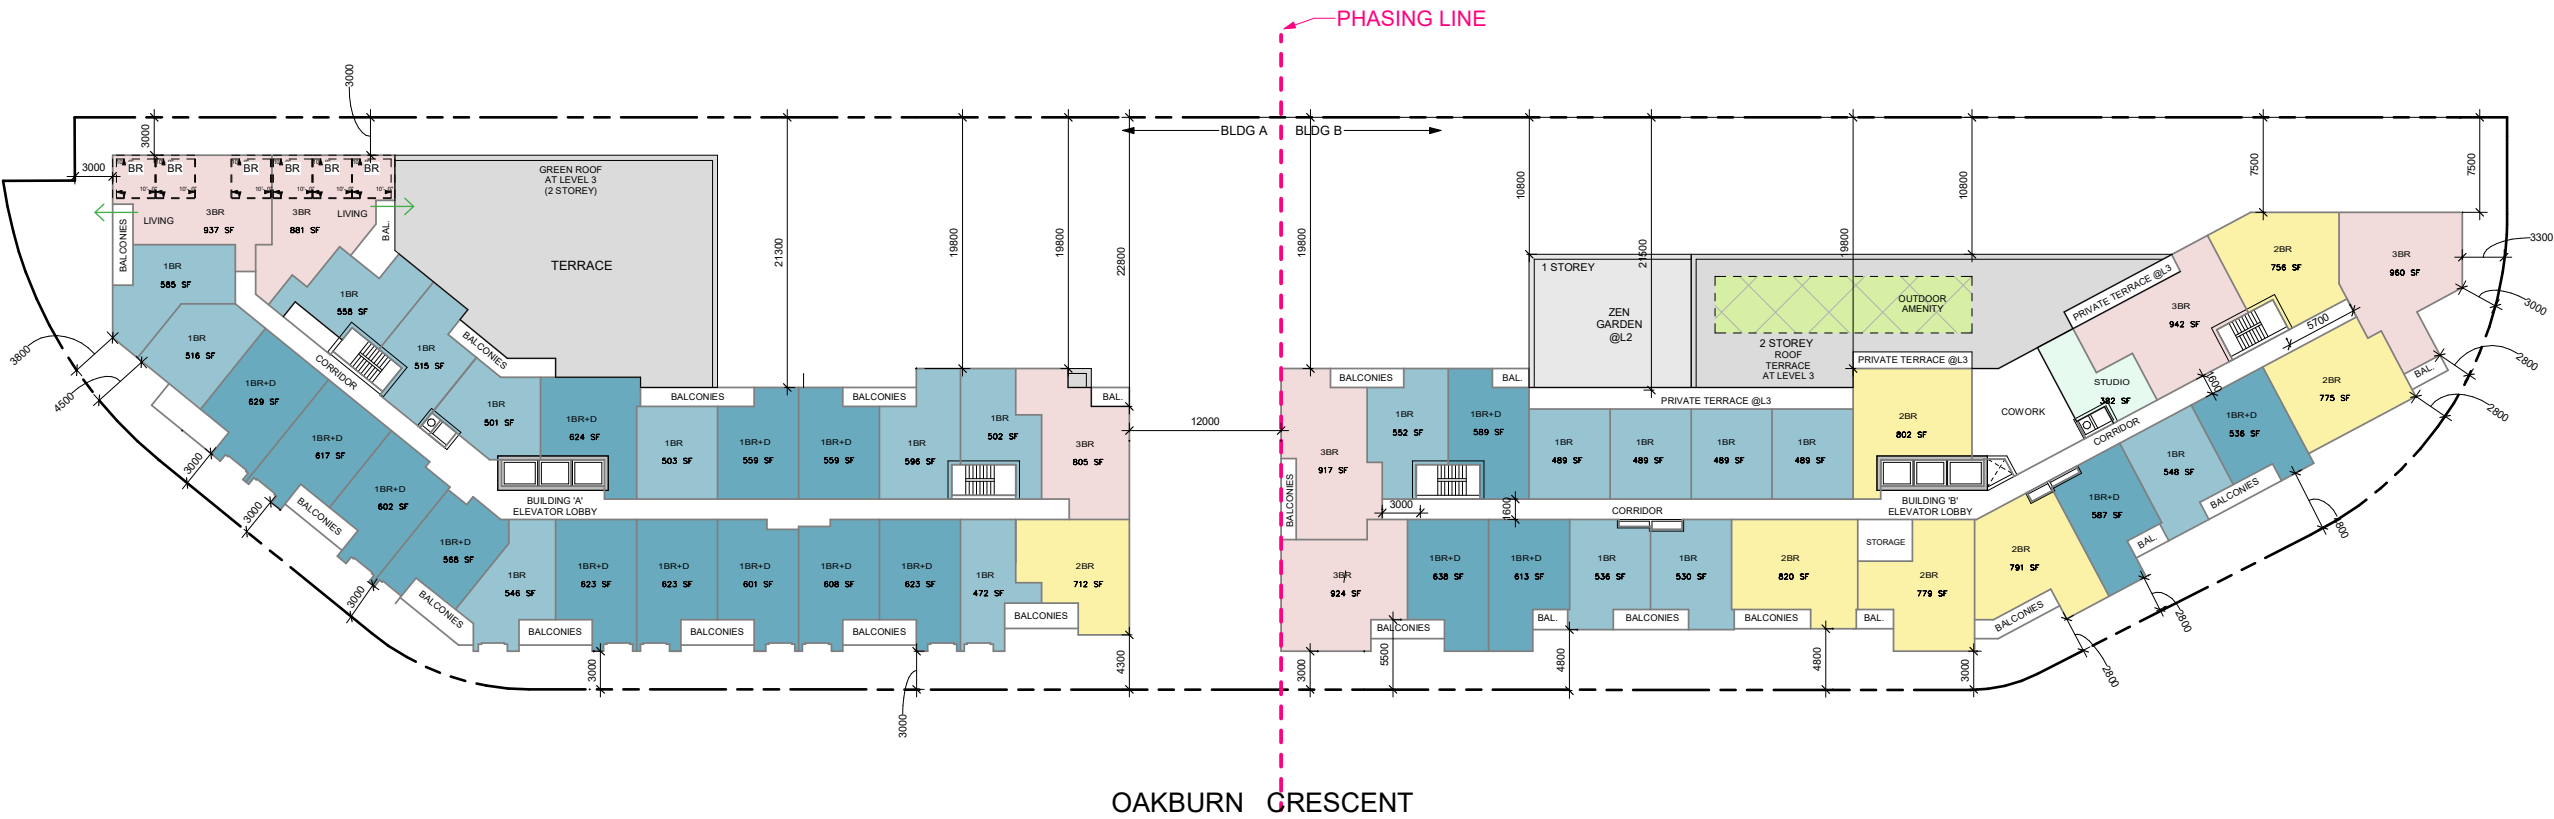 PHASING LINE
BLDG A
BLDG B
3000
3000
3000
BR
BR
BR
BR
BR
BR
LIVING
3BR
937 SF
3BR
881 SF
LIVING
BALCONIES
BAL.
GREEN ROOF
AT LEVEL 3
(2 STOREY)
TERRACE
21300
19800
19800
22800
1BR
585 SF
1BR
516 SF
1BR
558 SF
1BR
515 SF
1BR
501 SF
BALCONIES
CORRIDOR
1BR+D
629 SF
1BR+D
617 SF
1BR+D
602 SF
1BR+D
568 SF
1BR+D
624 SF
BALCONIES
1BR
503 SF
1BR+D
559 SF
1BR+D
559 SF
BALCONIES
1BR
596 SF
1BR
502 SF
3BR
805 SF
BAL.
12000
BUILDING 'A'
ELEVATOR LOBBY
3800
4500
3000
3000
3000
BALCONIES
BALCONIES
1BR
546 SF
1BR+D
623 SF
1BR+D
623 SF
1BR+D
601 SF
1BR+D
608 SF
1BR+D
623 SF
1BR
472 SF
2BR
712 SF
BALCONIES
BALCONIES
BALCONIES
BALCONIES
3000
3000
4300
19800
10800
21500
19800
10800
7500
7500
3300
3000
2800
2800
1 STOREY
ZEN
GARDEN
@L2
OUTDOOR
AMENITY
2 STOREY
ROOF
TERRACE
AT LEVEL 3
PRIVATE TERRACE @L3
PRIVATE TERRACE @L3
PRIVATE TERRACE @L3
BALCONIES
BAL.
3BR
917 SF
1BR
552 SF
1BR+D
589 SF
1BR
489 SF
1BR
489 SF
1BR
489 SF
1BR
489 SF
2BR
802 SF
COWORK
STUDIO
382 SF
3BR
942 SF
2BR
756 SF
3BR
960 SF
5700
1600
2BR
775 SF
BAL.
1BR+D
536 SF
1BR
548 SF
1BR+D
587 SF
CORRIDOR
BALCONIES
BAL.
BALCONIES
3000
1600
CORRIDOR
BUILDING 'B'
ELEVATOR LOBBY
3BR
924 SF
1BR+D
638 SF
1BR+D
613 SF
1BR
536 SF
1BR
530 SF
2BR
820 SF
STORAGE
2BR
779 SF
2BR
791 SF
BALCONIES
BAL.
BALCONIES
BALCONIES
BAL.
BALCONIES
3000
5500
4800
4800
3000
2800
2800
2800
OAKBURN CRESCENT